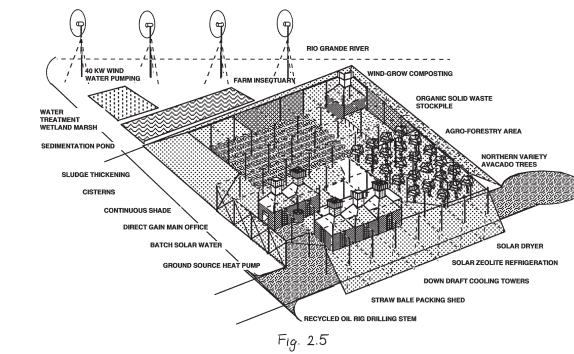 RIO GRANDE RIVER
40 KW WIND
WATER PUMPING
FARM INSECTUARY
WIND-GROW COMPOSTING
ORGANIC SOLID WASTE
STOCKPILE
WATER
TREATMENT
WETLAND MARSH
AGRO-FORESTRY AREA
SEDIMENTATION POND
NORTHERN VARIETY
AVACADO TREES
SLUDGE THICKENING
CISTERNS
CONTINUOUS SHADE
DIRECT GAIN MAIN OFFICE
BATCH SOLAR WATER
SOLAR DRYER
GROUND SOURCE HEAT PUMP
SOLAR ZEOLITE REFRIGERATION
DOWN DRAFT COOLING TOWERS
STRAW BALE PACKING SHED
RECYCLED OIL RIG DRILLING STEM
Fig. 2.5